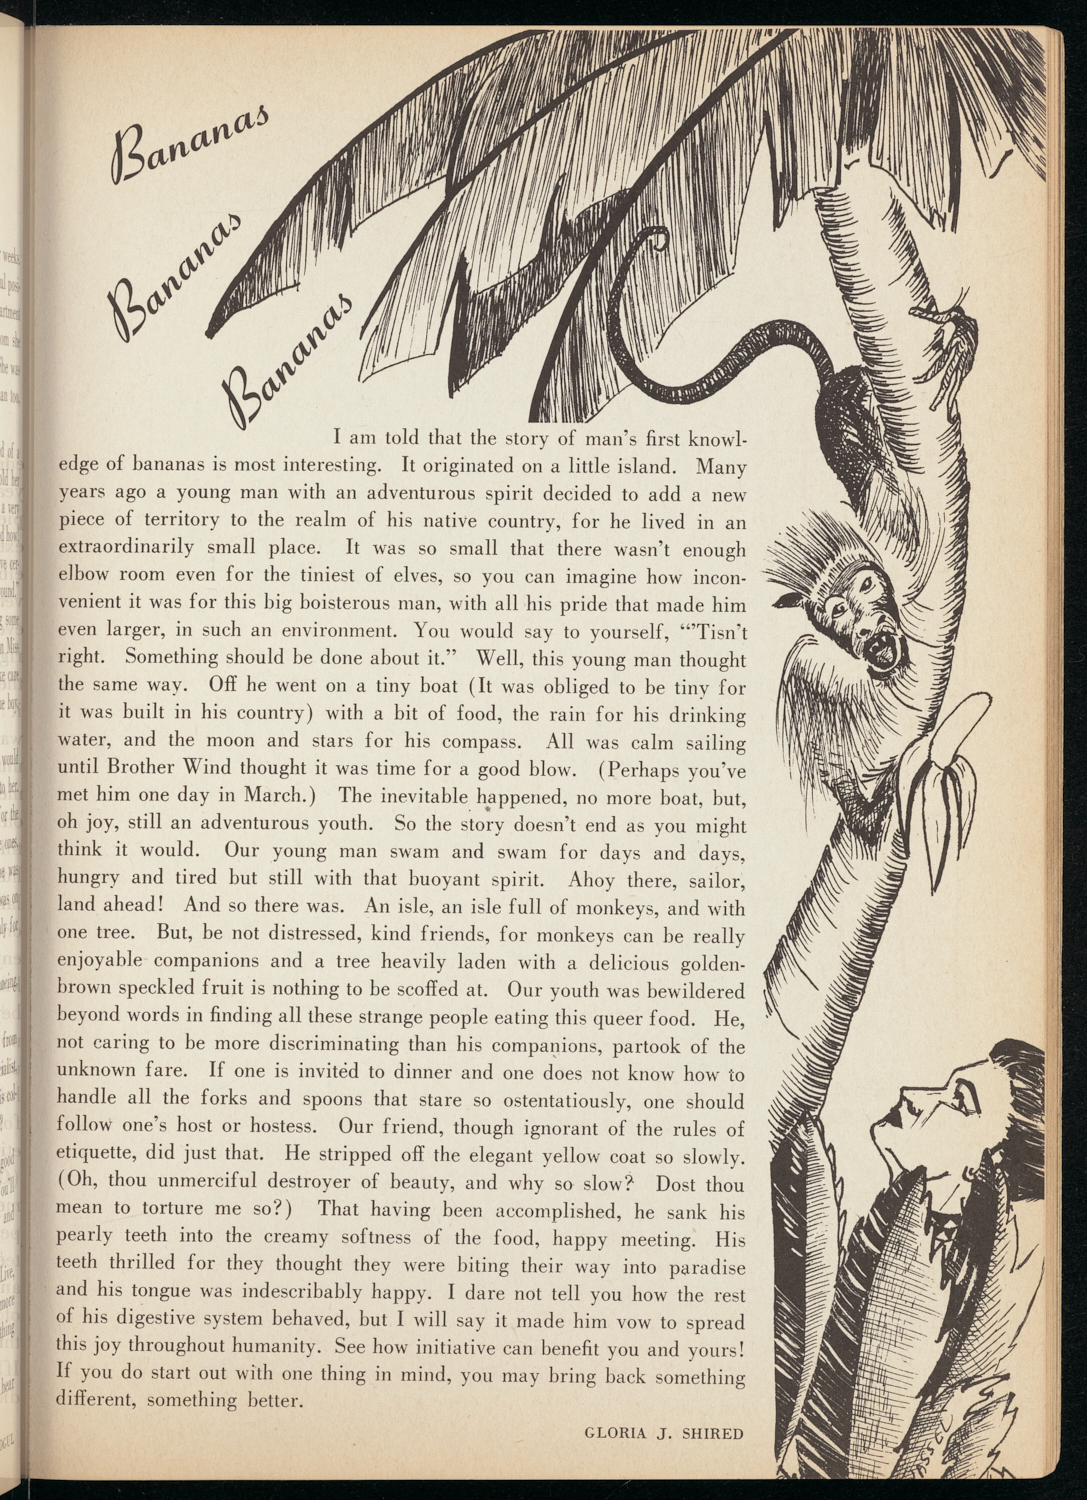 Bananas
Bananas
Bananas
I am told that the story of man's first knowl-
edge of bananas is most interesting. It originated on a little island. Many
years ago a young man with an adventurous spirit decided to add a new
piece of territory to the realm of his native country, for he lived in an
extraordinarily small place. It was so small that there wasn't enough
elbow room even for the tiniest of elves, so you can imagine how incon-
venient it was for this big boisterous man, with all his pride that made him
even larger, in such an environment. You would say to yourself, “'Tisn't
right. Something should be done about it.” Well, this young man thought
the same way. Off he went on a tiny boat (It was obliged to be tiny for
it was built in his country) with a bit of food, the rain for his drinking
water, and the moon and stars for his compass. All was calm sailing
until Brother Wind thought it was time for a good blow. (Perhaps you've
met him one day in March.) The inevitable happened, no more boat, but,
oh joy, still an adventurous youth. So the story doesn't end as you might
think it would. Our young man swam and swam for days and days,
hungry and tired but still with that buoyant spirit. Ahoy there, sailor,
land ahead! And so there was. An isle, an isle full of monkeys, and with
one tree. But, be not distressed, kind friends, for monkeys can be really
enjoyable companions and a tree heavily laden with a delicious golden-
brown speckled fruit is nothing to be scoffed at. Our youth was bewildered
beyond words in finding all these strange people eating this queer food. He,
not caring to be more discriminating than his companions, partook of the
unknown fare. If one is invited to dinner and one does not know how to
handle all the forks and spoons that stare so ostentatiously, one should
follow one's host or hostess. Our friend, though ignorant of the rules of
etiquette, did just that. He stripped off the elegant yellow coat so slowly.
(Oh, thou unmerciful destroyer of beauty, and why so slow? Dost thou
mean to torture me so?) That having been accomplished, he sank his
pearly teeth into the creamy softness of the food, happy meeting. His
teeth thrilled for they thought they were biting their way into paradise
and his tongue was indescribably happy. I dare not tell you how the rest
of his digestive system behaved, but I will say it made him vow to spread
this joy throughout humanity. See how initiative can benefit you and yours!
If you do start out with one thing in mind, you may bring back something
different, something better.
GLORIA J. SHIRED